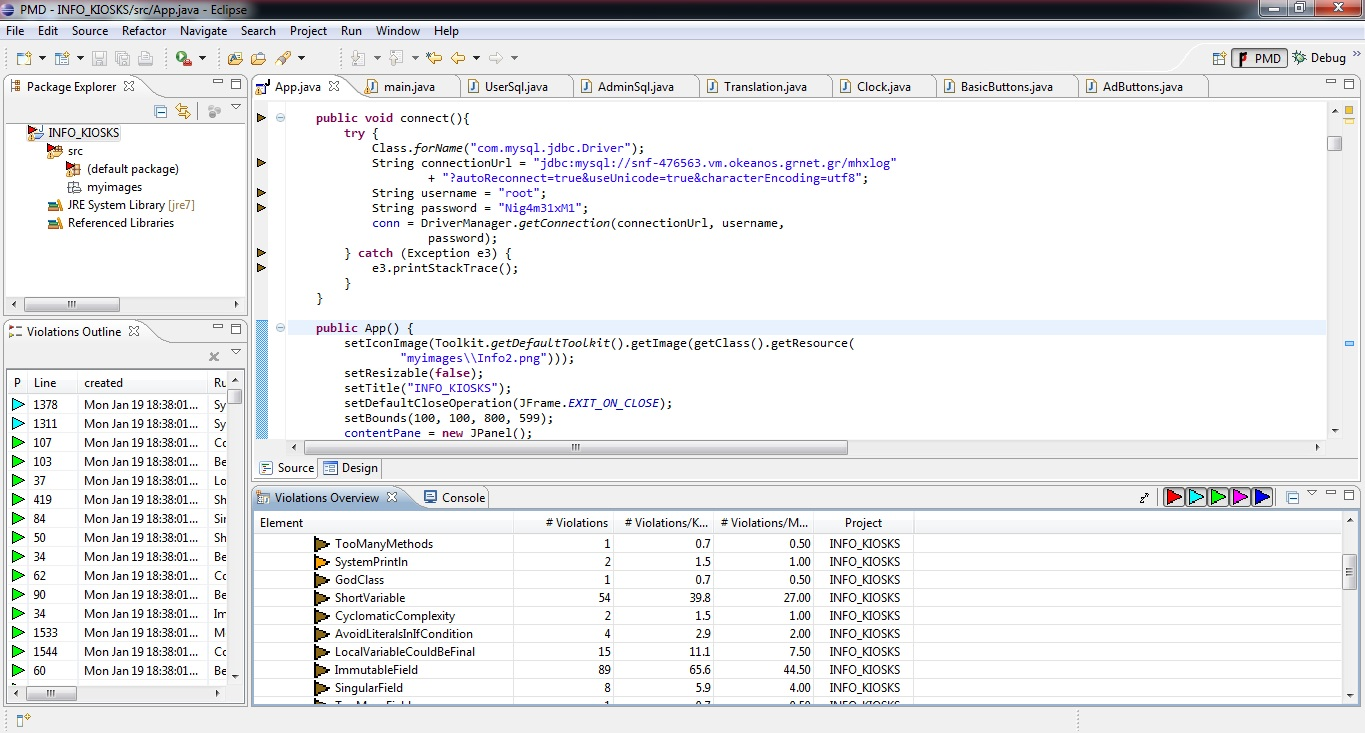 PMD - INFO_KIOSKS/src/App.java - Eclipse
File Edit Source Refactor Navigate Search Project Run Window Help
PMD Debug
Package Explorer
INFO_KIOSKS
src
(default package)
myimages
JRE System Library [jre7]
Referenced Libraries
Violations Outline
P Line created Ru
1378 Mon Jan 19 18:38:01... Sy
1311 Mon Jan 19 18:38:01... Sy
107 Mon Jan 19 18:38:01... Co
103 Mon Jan 19 18:38:01... Be
37 Mon Jan 19 18:38:01... Lo
419 Mon Jan 19 18:38:01... Sh
84 Mon Jan 19 18:38:01... Sir
50 Mon Jan 19 18:38:01... Sh
34 Mon Jan 19 18:38:01... Be
62 Mon Jan 19 18:38:01... Co
90 Mon Jan 19 18:38:01... Be
34 Mon Jan 19 18:38:01... Im
1533 Mon Jan 19 18:38:01... M
1544 Mon Jan 19 18:38:01... Co
60 Mon Jan 19 18:38:01... Be
App.java main.java UserSql.java AdminSql.java Translation.java Clock.java BasicButtons.java AdButtons.java
public void connect(){
try {
Class.forName("com.mysql.jdbc.Driver");
String connectionUrl = "jdbc:mysql://snf-476563.vm.okeanos.grnet.gr/mhxlog"
+ "?autoReconnect=true&useUnicode=true&characterEncoding=utf8";
String username = "root";
String password = "Nig4m31xM1";
conn = DriverManager.getConnection(connectionUrl, username,
password);
} catch (Exception e3) {
e3.printStackTrace();
}
}
public App() {
setIconImage(Toolkit.getDefaultToolkit().getImage(getClass().getResource(
"myimages\\Info2.png")));
setResizable(false);
setTitle("INFO_KIOSKS");
setDefaultCloseOperation(JFrame.EXIT_ON_CLOSE);
setBounds(100, 100, 800, 599);
contentPane = new JPanel();
Source Design
Violations Overview Console
Element # Violations # Violations/K... # Violations/M... Project
TooManyMethods 1 0.7 0.50 INFO_KIOSKS
SystemPrintln 2 1.5 1.00 INFO_KIOSKS
GodClass 1 0.7 0.50 INFO_KIOSKS
ShortVariable 54 39.8 27.00 INFO_KIOSKS
CyclomaticComplexity 2 1.5 1.00 INFO_KIOSKS
AvoidLiteralsInIfCondition 4 2.9 2.00 INFO_KIOSKS
LocalVariableCouldBeFinal 15 11.1 7.50 INFO_KIOSKS
ImmutableField 89 65.6 44.50 INFO_KIOSKS
SingularField 8 5.9 4.00 INFO_KIOSKS